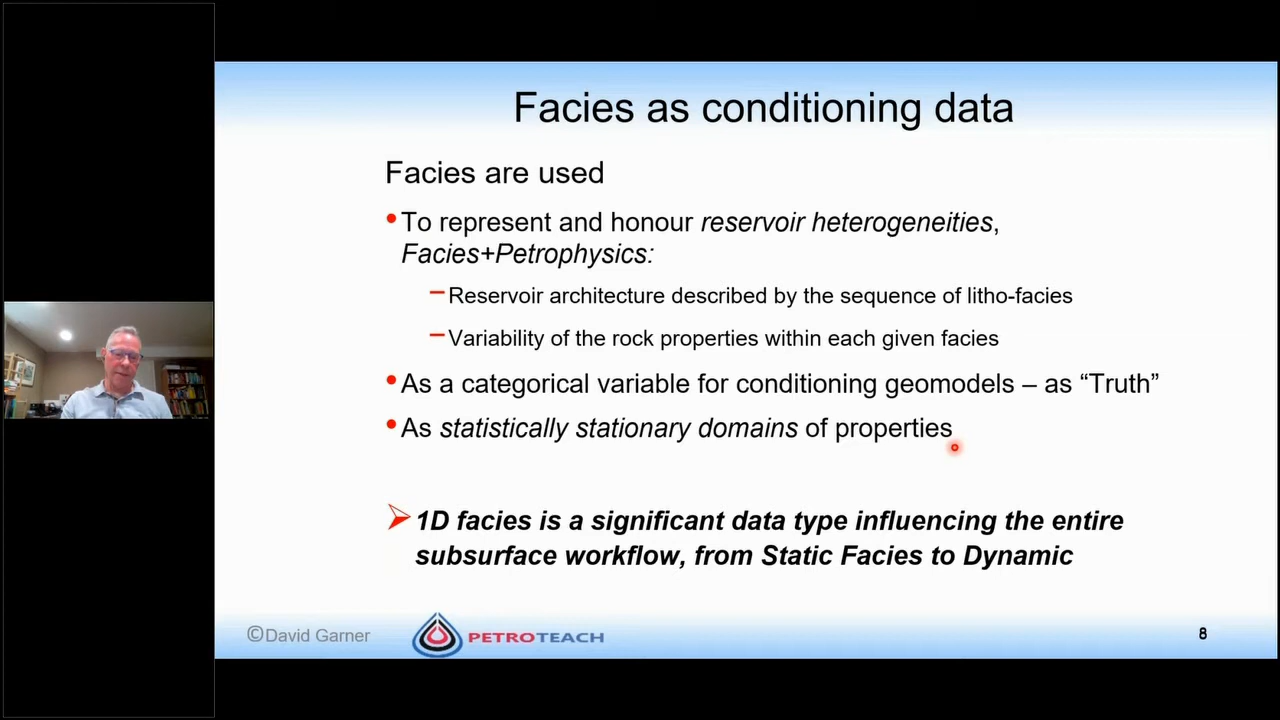 Facies as conditioning data
Facies are used
•To represent and honour reservoir heterogeneities,
Facies+Petrophysics:
–Reservoir architecture described by the sequence of litho-facies
–Variability of the rock properties within each given facies
•As a categorical variable for conditioning geomodels – as “Truth”
•As statistically stationary domains of properties
➢1D facies is a significant data type influencing the entire
subsurface workflow, from Static Facies to Dynamic
©David Garner
PETROTEACH
8